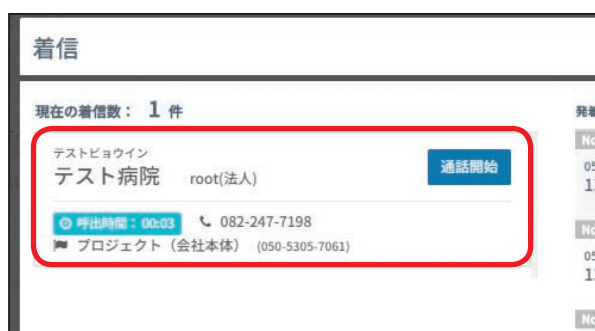 着信
現在の着信数： 1 件
テストビョウイン
テスト病院 root(法人)
通話開始
呼出時間：00:03 082-247-7198
プロジェクト（会社本体） (050-5305-7061)